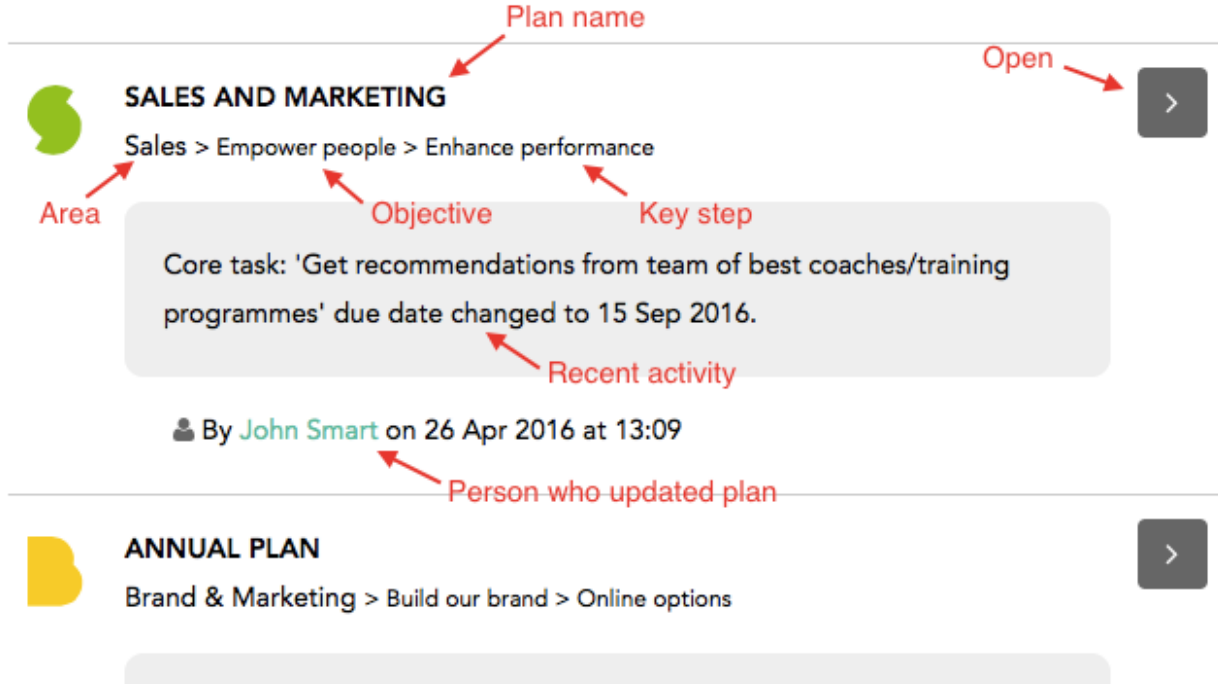 Plan name
Open
SALES AND MARKETING
Sales > Empower people > Enhance performance
Area
Objective
Key step
Core task: 'Get recommendations from team of best coaches/training
programmes' due date changed to 15 Sep 2016.
Recent activity
By John Smart on 26 Apr 2016 at 13:09
Person who updated plan
ANNUAL PLAN
Brand & Marketing > Build our brand > Online options